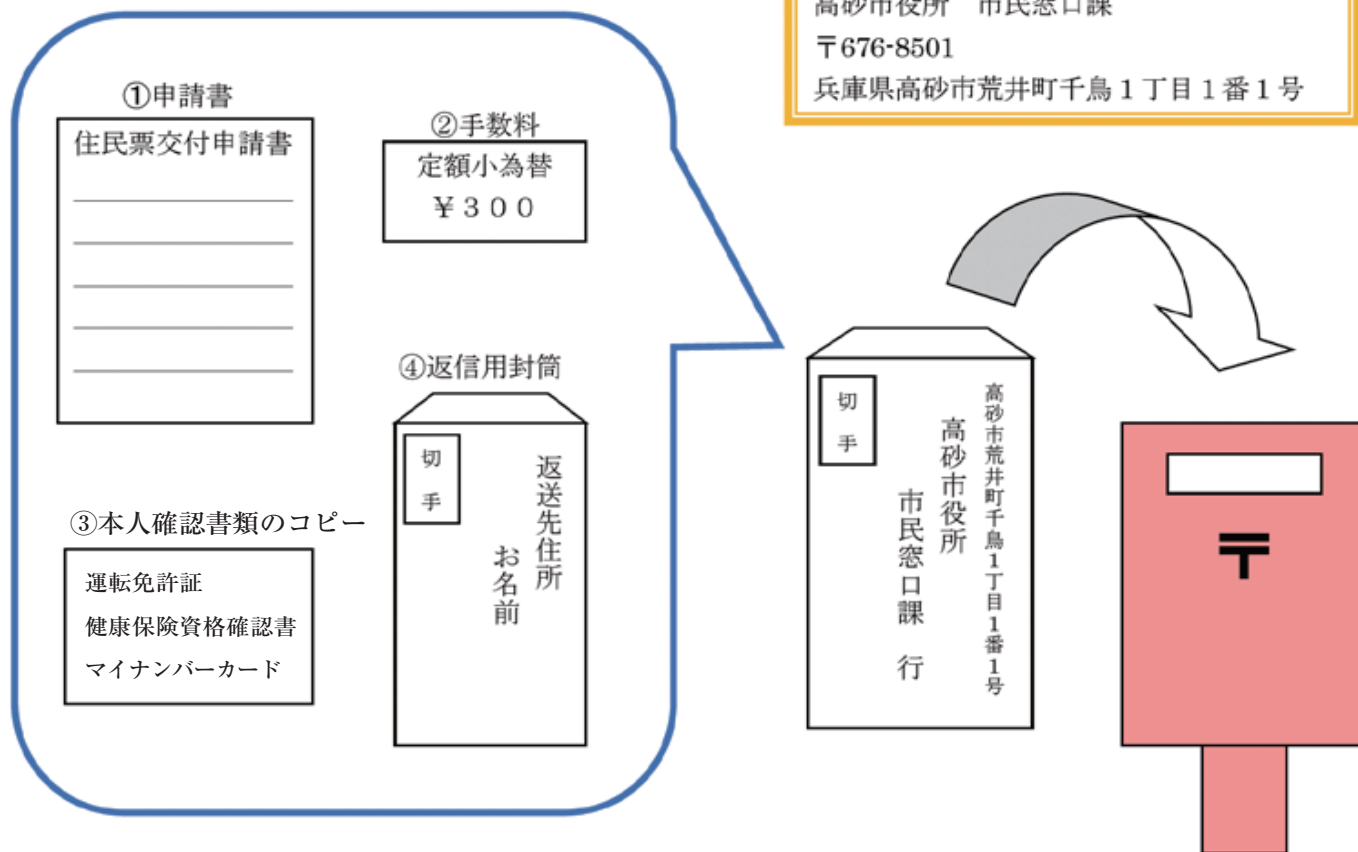 高砂市役所 市民窓口課
〒676-8501
兵庫県高砂市荒井町千鳥1丁目1番1号
①申請書
住民票交付申請書
②手数料
定額小為替
¥300
③本人確認書類のコピー
運転免許証
健康保険資格確認書
マイナンバーカード
④返信用封筒
切手
返送先住所
お名前
切手
高砂市荒井町千鳥1丁目1番1号
高砂市役所
市民窓口課 行
〒